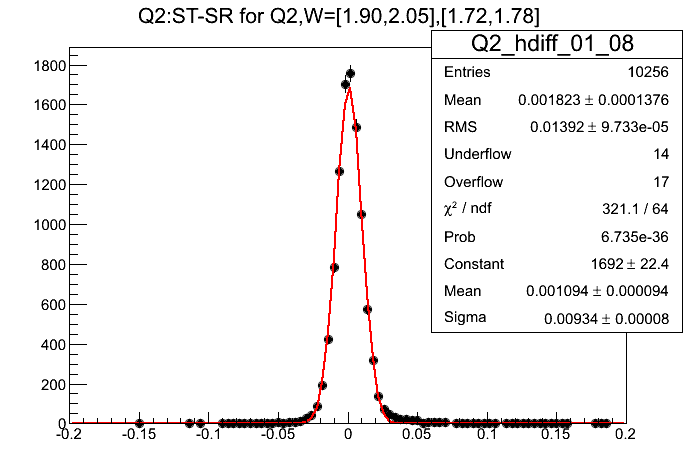 Q2:ST-SR for Q2,W=[1.90,2.05],[1.72,1.78]
Q2_hdiff_01_08
Entries 10256
Mean 0.001823 ± 0.0001376
RMS 0.01392 ± 9.733e-05
Underflow 14
Overflow 17
χ² / ndf 321.1 / 64
Prob 6.735e-36
Constant 1692 ± 22.4
Mean 0.001094 ± 0.000094
Sigma 0.00934 ± 0.00008
1800
1600
1400
1200
1000
800
600
400
200
0
-0.2 -0.15 -0.1 -0.05 0 0.05 0.1 0.15 0.2